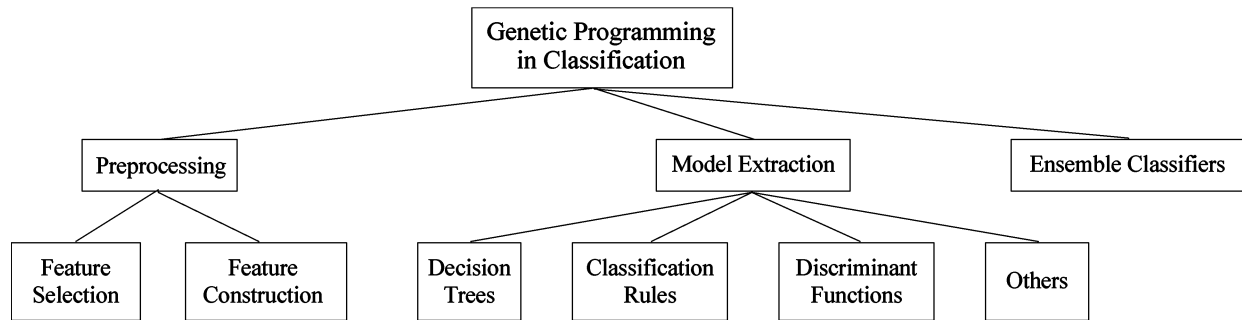 Genetic Programming
in Classification
Preprocessing
Model Extraction
Ensemble Classifiers
Feature
Selection
Feature
Construction
Decision
Trees
Classification
Rules
Discriminant
Functions
Others